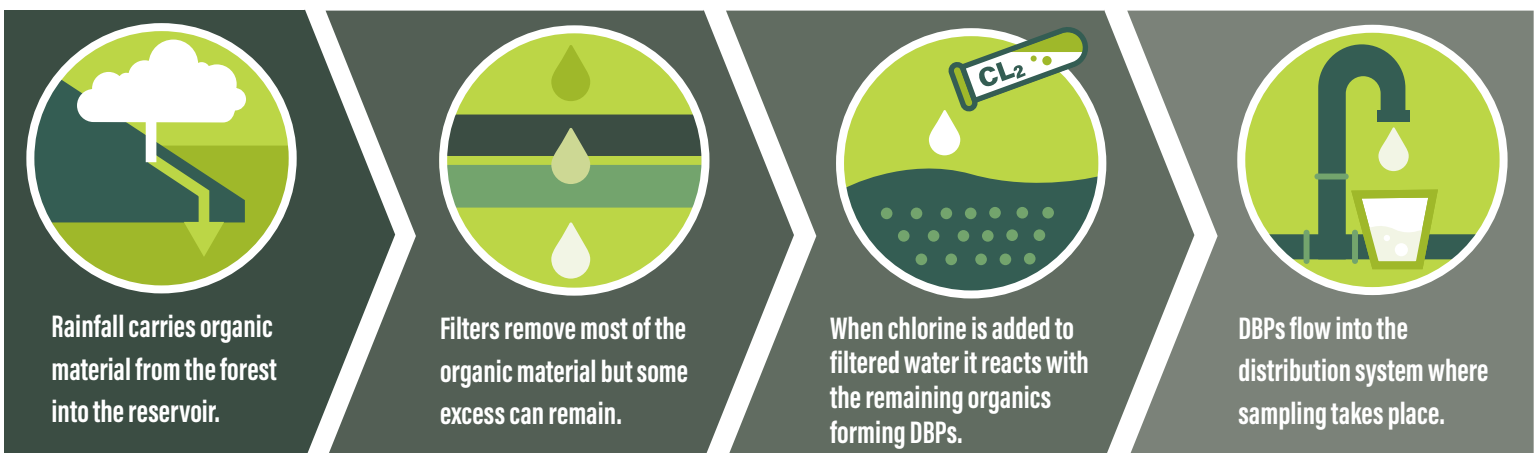 Rainfall carries organic
material from the forest
into the reservoir.
Filters remove most of the
organic material but some
excess can remain.
CL₂
When chlorine is added to
filtered water it reacts with
the remaining organics
forming DBPs.
DBPs flow into the
distribution system where
sampling takes place.